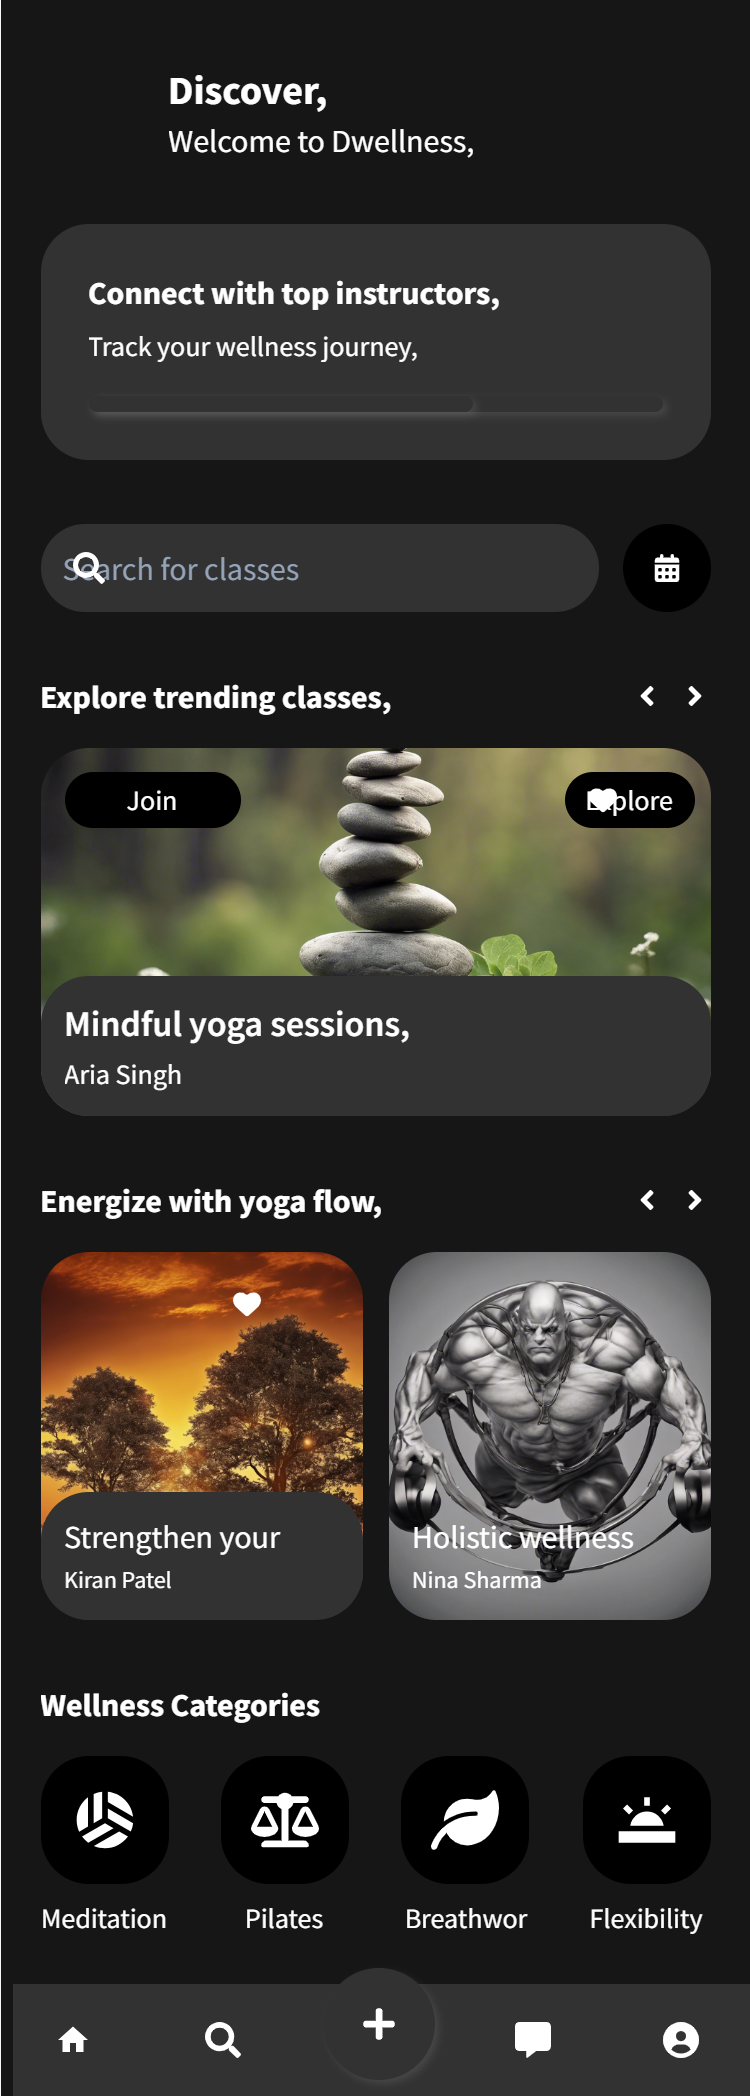 Discover,
Welcome to Dwellness,
Connect with top instructors,
Track your wellness journey,
Search for classes
Explore trending classes,
Join
Explore
Mindful yoga sessions,
Aria Singh
Energize with yoga flow,
Strengthen your
Kiran Patel
Holistic wellness
Nina Sharma
Wellness Categories
Meditation
Pilates
Breathwor
Flexibility